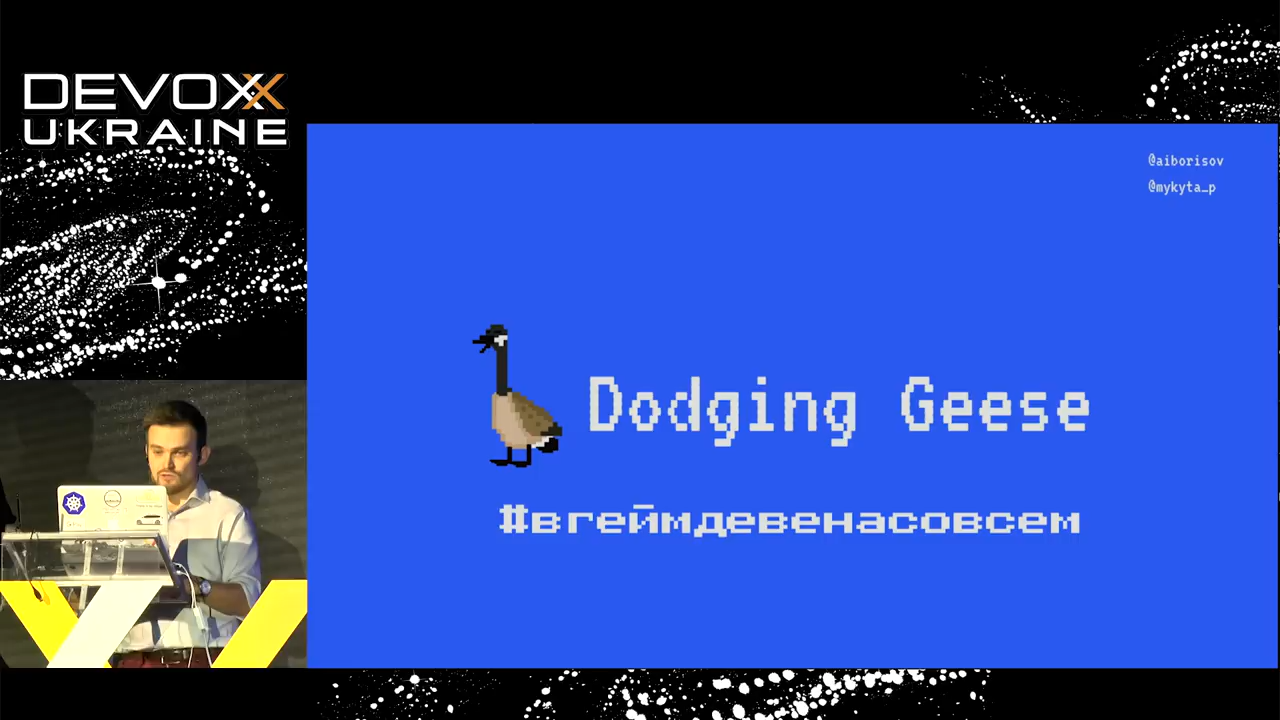 DEVOXX
UKRAINE
@aiborisov
@mykyta_p
Dodging Geese
#вгеймдевенасовсем